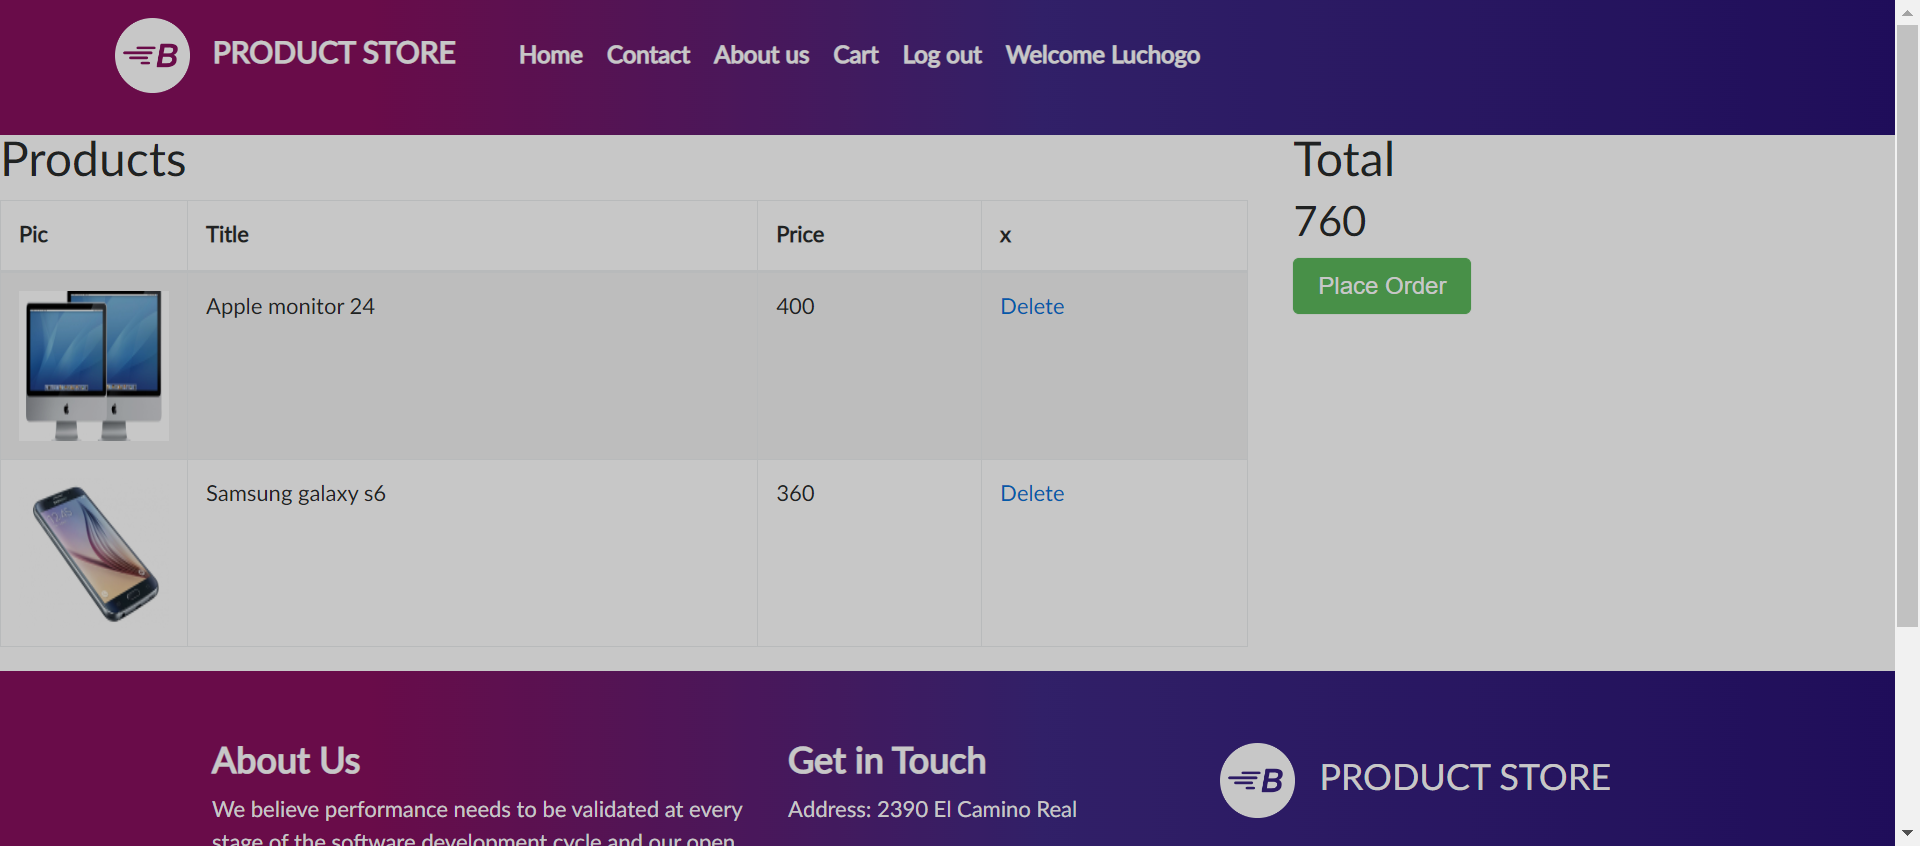 B PRODUCT STORE Home Contact About us Cart Log out Welcome Luchogo
Products
Total
760
Place Order
Pic Title Price x
Apple monitor 24 400 Delete
Samsung galaxy s6 360 Delete
About Us
We believe performance needs to be validated at every
stage of the software development cycle and our open
Get in Touch
Address: 2390 El Camino Real
B PRODUCT STORE